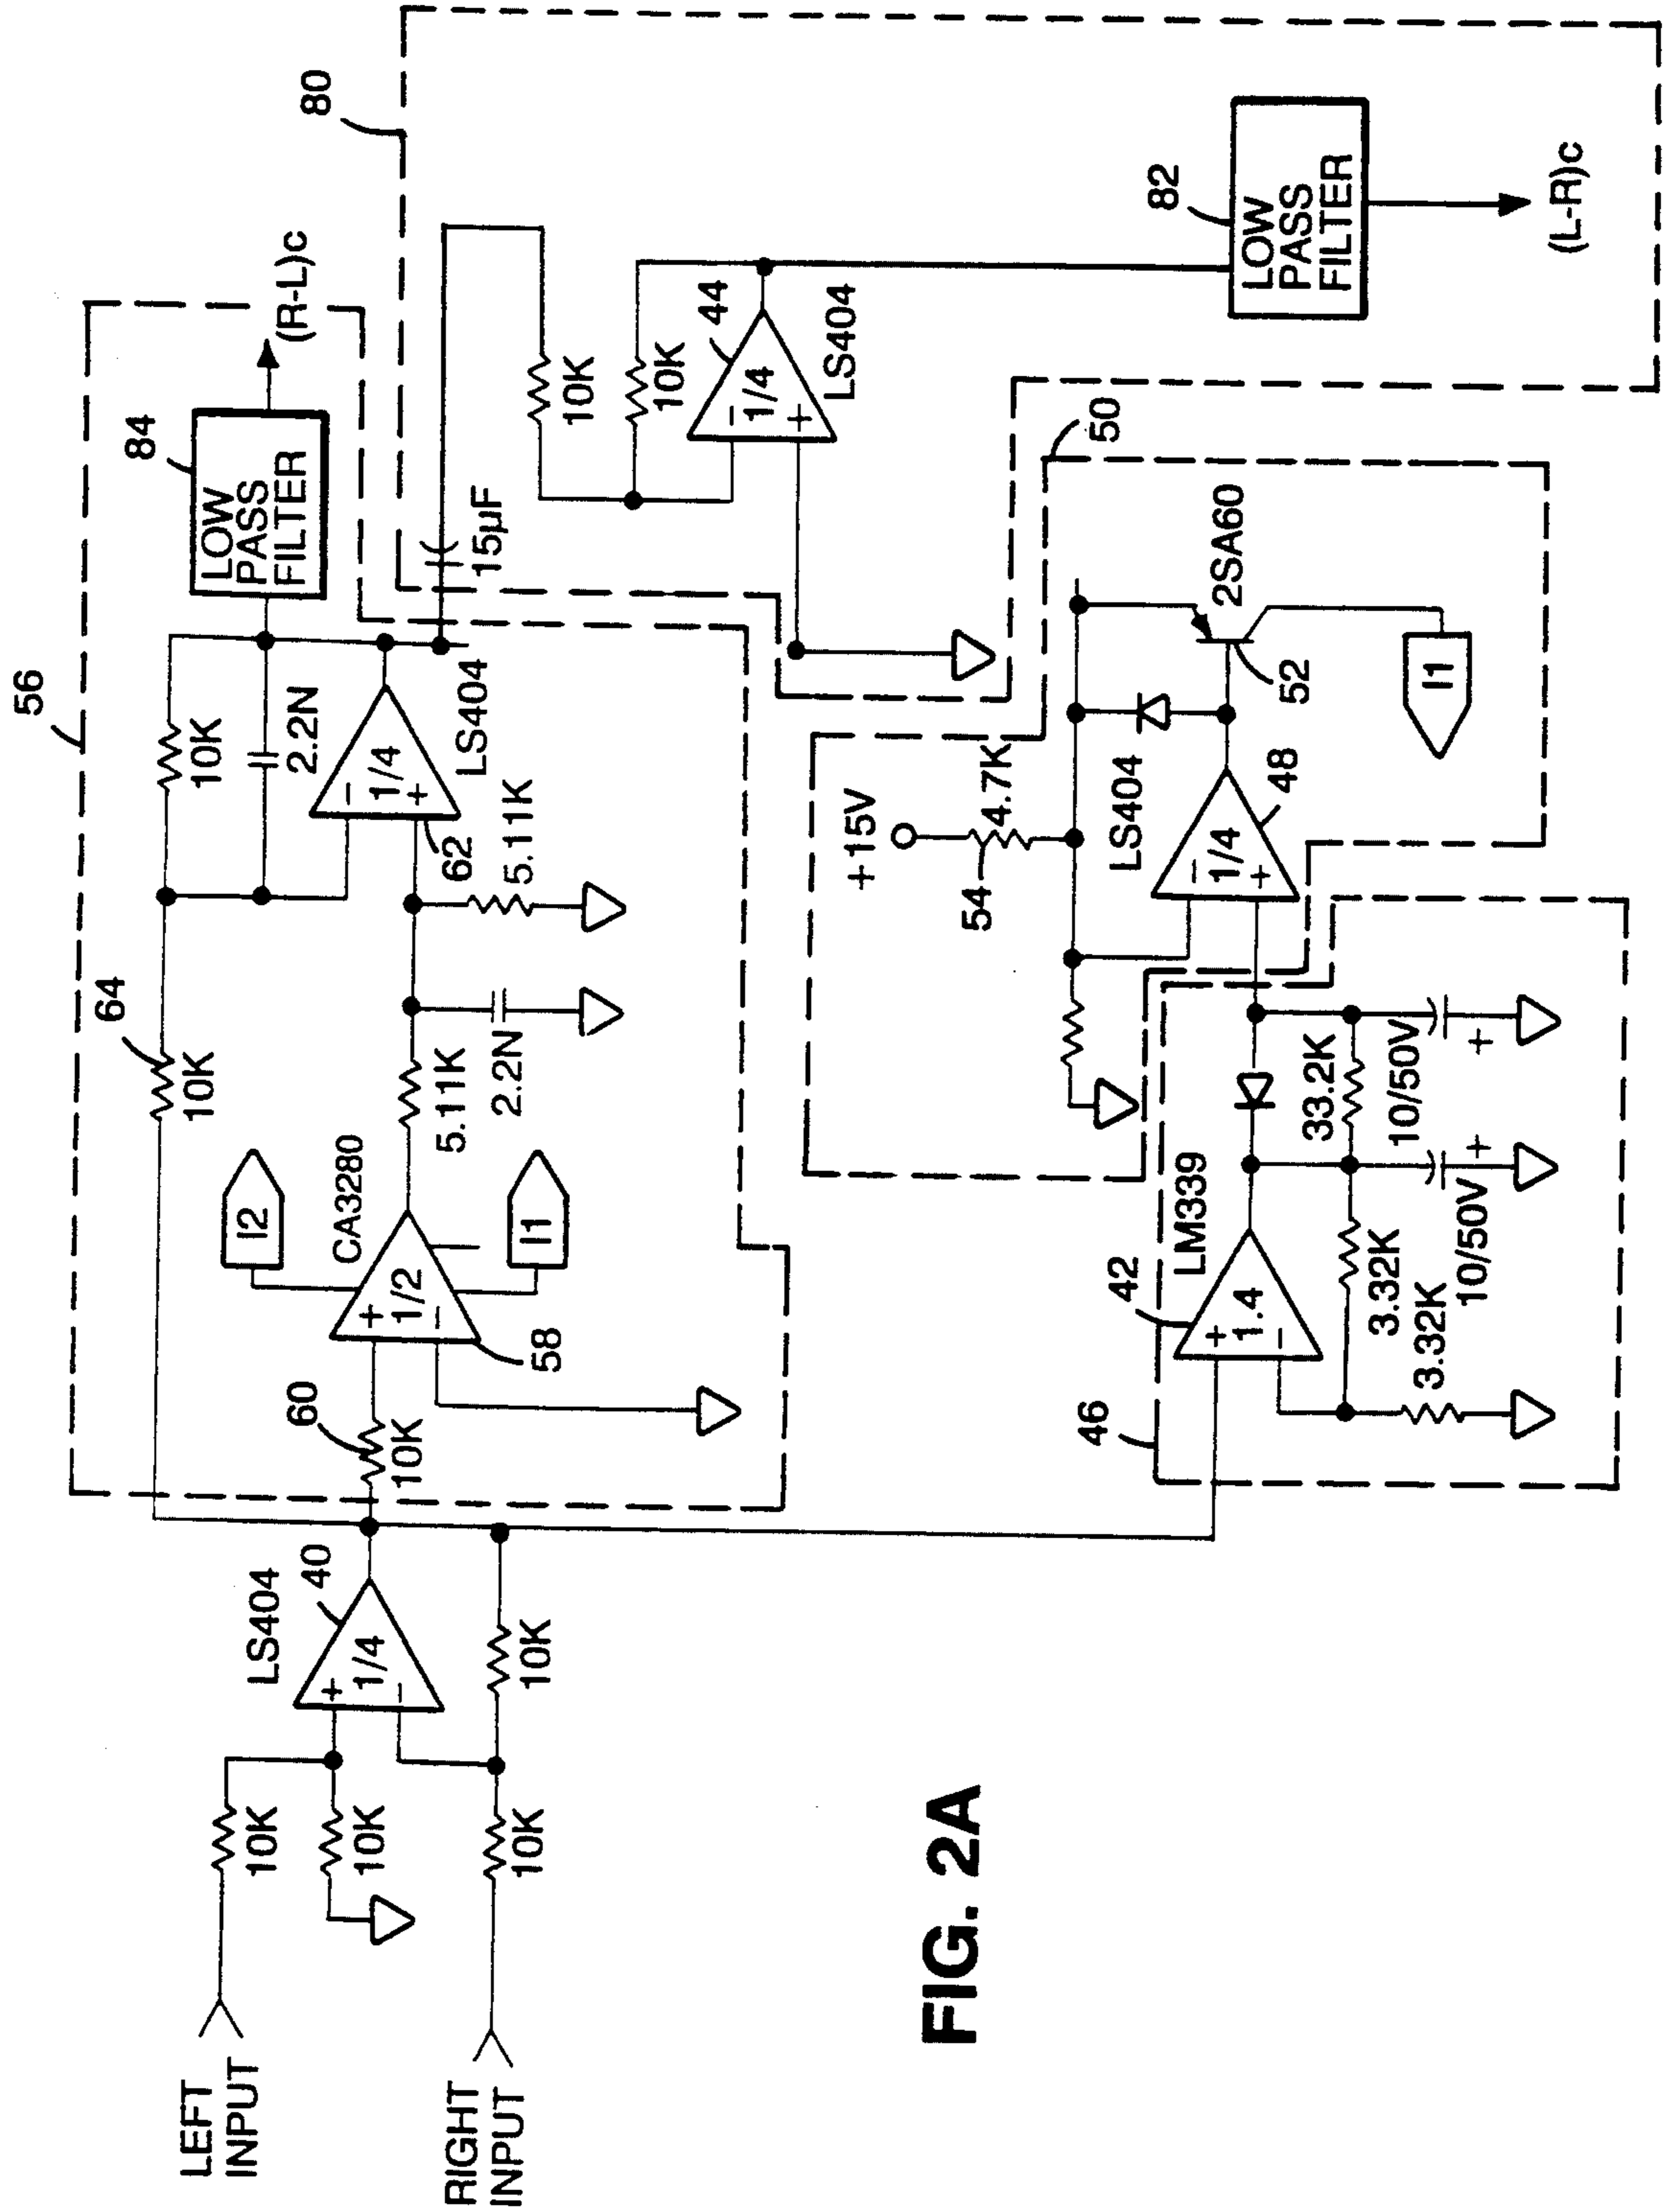 LEFT
INPUT
RIGHT
INPUT
10K
10K
10K
10K
LS404
40
+
1/4
−
56
64
10K
10K
2.2N
84
LOW
PASS
FILTER
(R-L)c
60
10K
I2
CA3280
+
1/2
−
58
I1
5.11K
2.2N
5.11K
62
−
1/4
+
LS404
80
15µF
10K
10K
44
−
1/4
+
LS404
82
LOW
PASS
FILTER
(L-R)c
50
+15V
54
4.7K
LS404
−
1/4
+
48
2SA60
52
I1
46
42
LM339
+
1.4
−
3.32K
3.32K
33.2K
10/50V
+
10/50V
+
FIG. 2A